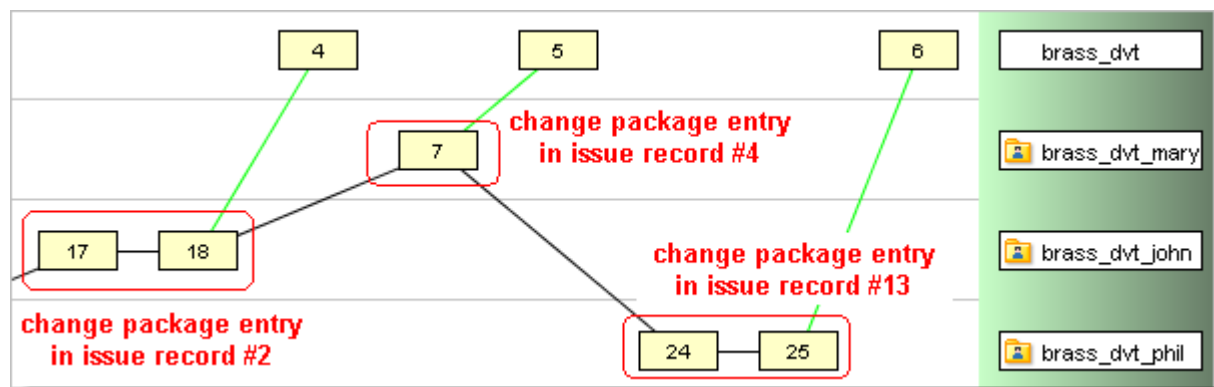 4
5
6
brass_dvt
change package entry
in issue record #4
7
brass_dvt_mary
17
18
change package entry
in issue record #13
brass_dvt_john
change package entry
in issue record #2
24
25
brass_dvt_phil